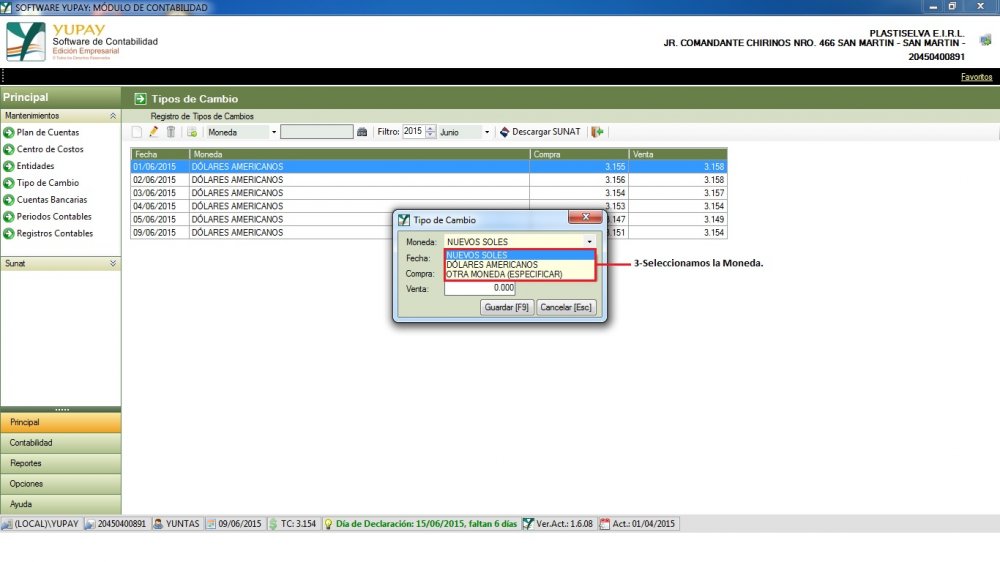 SOFTWARE YUPAY: MÓDULO DE CONTABILIDAD
YUPAY
Software de Contabilidad
Edición Empresarial
© Todos los Derechos Reservados
PLASTISELVA E.I.R.L.
JR. COMANDANTE CHIRINOS NRO. 466 SAN MARTIN - SAN MARTIN -
20450400891
Favoritos
Principal
Tipos de Cambio
Mantenimientos
Registro de Tipos de Cambios
Plan de Cuentas
Centro de Costos
Entidades
Tipo de Cambio
Cuentas Bancarias
Periodos Contables
Registros Contables
Sunat
Moneda Filtro: 2015 Junio Descargar SUNAT
Fecha Moneda Compra Venta
01/06/2015 DÓLARES AMERICANOS 3.155 3.158
02/06/2015 DÓLARES AMERICANOS 3.156 3.158
03/06/2015 DÓLARES AMERICANOS 3.154 3.157
04/06/2015 DÓLARES AMERICANOS 3.153 3.154
05/06/2015 DÓLARES AMERICANOS 3.147 3.149
09/06/2015 DÓLARES AMERICANOS 3.151 3.154
Tipo de Cambio
Moneda: NUEVOS SOLES
Fecha: NUEVOS SOLES
DÓLARES AMERICANOS
Compra: OTRA MONEDA (ESPECIFICAR)
Venta: 0.000
Guardar [F9] Cancelar [Esc]
3-Seleccionamos la Moneda.
Principal
Contabilidad
Reportes
Opciones
Ayuda
(LOCAL)\YUPAY 20450400891 YUNTAS 09/06/2015 TC: 3.154 Día de Declaración: 15/06/2015, faltan 6 días Ver.Act.: 1.6.08 Act.: 01/04/2015